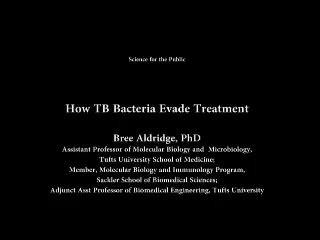 Science for the Public
How TB Bacteria Evade Treatment
Bree Aldridge, PhD
Assistant Professor of Molecular Biology and Microbiology,
Tufts University School of Medicine;
Member, Molecular Biology and Immunology Program,
Sackler School of Biomedical Sciences;
Adjunct Asst Professor of Biomedical Engineering, Tufts University